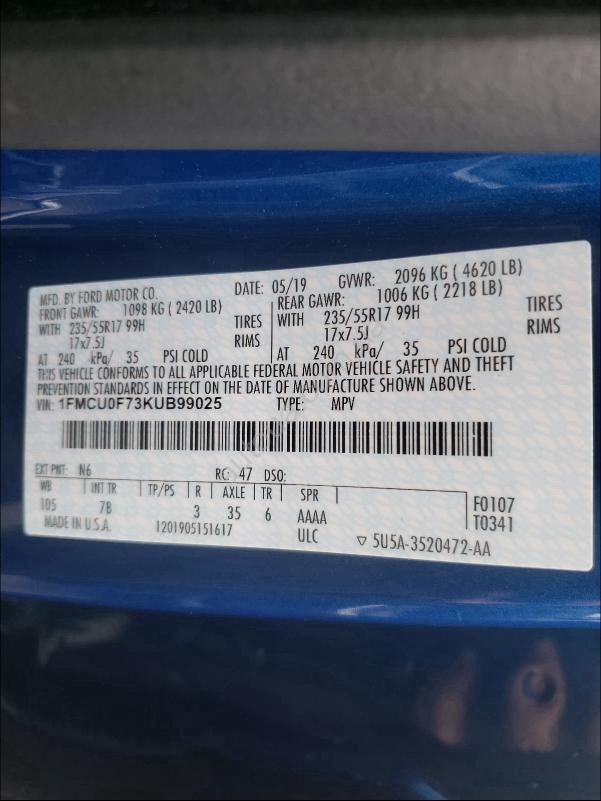 MFD. BY FORD MOTOR CO. DATE: 05/19 GVWR: 2096 KG ( 4620 LB)
FRONT GAWR: 1098 KG ( 2420 LB) REAR GAWR: 1006 KG ( 2218 LB)
WITH 235/55R17 99H TIRES WITH 235/55R17 99H TIRES
17x7.5J RIMS 17x7.5J RIMS
AT 240 kPa/ 35 PSI COLD AT 240 kPa/ 35 PSI COLD
THIS VEHICLE CONFORMS TO ALL APPLICABLE FEDERAL MOTOR VEHICLE SAFETY AND THEFT
PREVENTION STANDARDS IN EFFECT ON THE DATE OF MANUFACTURE SHOWN ABOVE.
VIN: 1FMCU0F73KUB99025 TYPE: MPV
EXT PNT: N6 RC: 47 DSO:
WB INT TR TP/PS R AXLE TR SPR
105 7B 3 35 6 AAAA F0107
MADE IN U.S.A. 1201905151617 ULC T0341
▽ 5U5A-3520472-AA